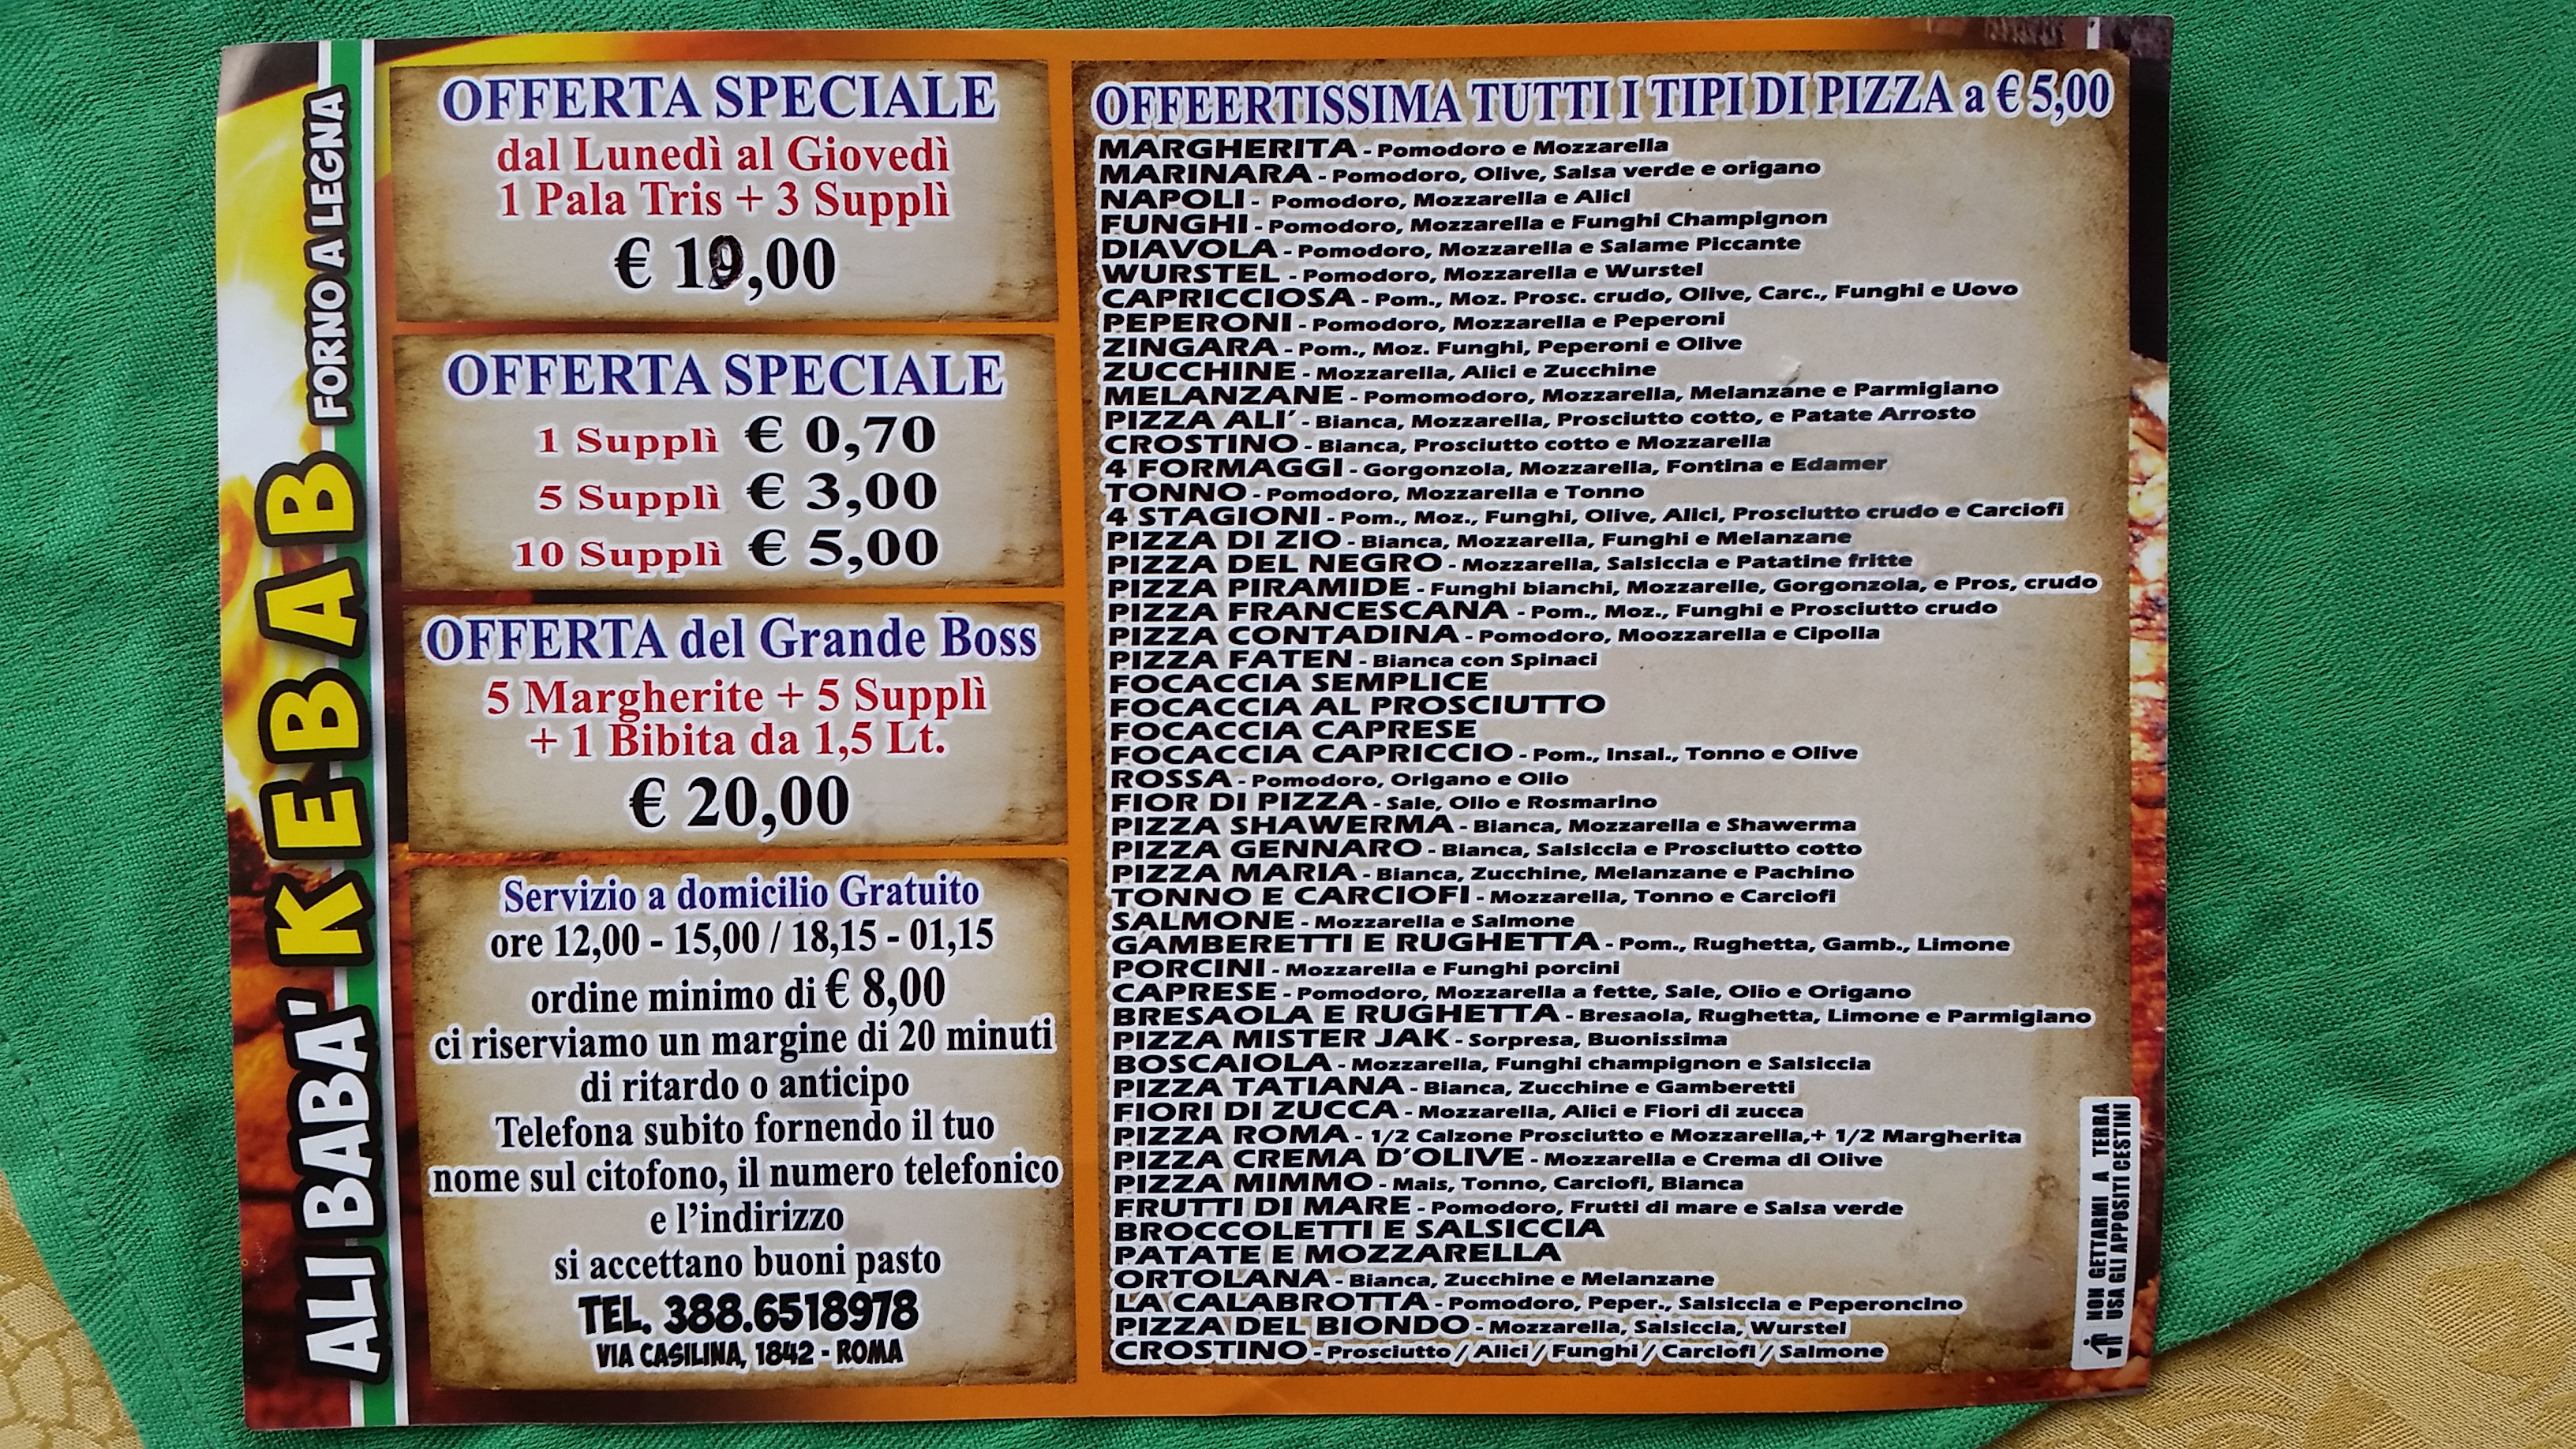 ALI BABA' KEBAB FORNO A LEGNA
OFFERTA SPECIALE
dal Lunedì al Giovedì
1 Pala Tris + 3 Supplì
€ 19,00
OFFERTA SPECIALE
1 Supplì € 0,70
5 Supplì € 3,00
10 Supplì € 5,00
OFFERTA del Grande Boss
5 Margherite + 5 Supplì
+ 1 Bibita da 1,5 Lt.
€ 20,00
Servizio a domicilio Gratuito
ore 12,00 - 15,00 / 18,15 - 01,15
ordine minimo di € 8,00
ci riserviamo un margine di 20 minuti
di ritardo o anticipo
Telefona subito fornendo il tuo
nome sul citofono, il numero telefonico
e l'indirizzo
si accettano buoni pasto
TEL. 388.6518978
VIA CASILINA, 1842 - ROMA
OFFEERTISSIMA TUTTI I TIPI DI PIZZA a € 5,00
MARGHERITA - Pomodoro e Mozzarella
MARINARA - Pomodoro, Olive, Salsa verde e origano
NAPOLI - Pomodoro, Mozzarella e Alici
FUNGHI - Pomodoro, Mozzarella e Funghi Champignon
DIAVOLA - Pomodoro, Mozzarella e Salame Piccante
WURSTEL - Pomodoro, Mozzarella e Wurstel
CAPRICCIOSA - Pom., Moz. Prosc. crudo, Olive, Carc., Funghi e Uovo
PEPERONI - Pomodoro, Mozzarella e Peperoni
ZINGARA - Pom., Moz. Funghi, Peperoni e Olive
ZUCCHINE - Mozzarella, Alici e Zucchine
MELANZANE - Pomomodoro, Mozzarella, Melanzane e Parmigiano
PIZZA ALI' - Bianca, Mozzarella, Prosciutto cotto, e Patate Arrosto
CROSTINO - Bianca, Prosciutto cotto e Mozzarella
4 FORMAGGI - Gorgonzola, Mozzarella, Fontina e Edamer
TONNO - Pomodoro, Mozzarella e Tonno
4 STAGIONI - Pom., Moz., Funghi, Olive, Alici, Prosciutto crudo e Carciofi
PIZZA DI ZIO - Bianca, Mozzarella, Funghi e Melanzane
PIZZA DEL NEGRO - Mozzarella, Salsiccia e Patatine fritte
PIZZA PIRAMIDE - Funghi bianchi, Mozzarelle, Gorgonzola, e Pros, crudo
PIZZA FRANCESCANA - Pom., Moz., Funghi e Prosciutto crudo
PIZZA CONTADINA - Pomodoro, Moozzarella e Cipolla
PIZZA FATEN - Bianca con Spinaci
FOCACCIA SEMPLICE
FOCACCIA AL PROSCIUTTO
FOCACCIA CAPRESE
FOCACCIA CAPRICCIO - Pom., Insal., Tonno e Olive
ROSSA - Pomodoro, Origano e Olio
FIOR DI PIZZA - Sale, Olio e Rosmarino
PIZZA SHAWERMA - Bianca, Mozzarella e Shawerma
PIZZA GENNARO - Bianca, Salsiccia e Prosciutto cotto
PIZZA MARIA - Bianca, Zucchine, Melanzane e Pachino
TONNO E CARCIOFI - Mozzarella, Tonno e Carciofi
SALMONE - Mozzarella e Salmone
GAMBERETTI E RUGHETTA - Pom., Rughetta, Gamb., Limone
PORCINI - Mozzarella e Funghi porcini
CAPRESE - Pomodoro, Mozzarella a fette, Sale, Olio e Origano
BRESAOLA E RUGHETTA - Bresaola, Rughetta, Limone e Parmigiano
PIZZA MISTER JAK - Sorpresa, Buonissima
BOSCAIOLA - Mozzarella, Funghi champignon e Salsiccia
PIZZA TATIANA - Bianca, Zucchine e Gamberetti
FIORI DI ZUCCA - Mozzarella, Alici e Fiori di zucca
PIZZA ROMA - 1/2 Calzone Prosciutto e Mozzarella,+ 1/2 Margherita
PIZZA CREMA D'OLIVE - Mozzarella e Crema di Olive
PIZZA MIMMO - Mais, Tonno, Carciofi, Bianca
FRUTTI DI MARE - Pomodoro, Frutti di mare e Salsa verde
BROCCOLETTI E SALSICCIA
PATATE E MOZZARELLA
ORTOLANA - Bianca, Zucchine e Melanzane
LA CALABROTTA - Pomodoro, Peper., Salsiccia e Peperoncino
PIZZA DEL BIONDO - Mozzarella, Salsiccia, Wurstel
CROSTINO - Prosciutto / Alici / Funghi / Carciofi / Salmone
NON GETTARMI A TERRA
USA GLI APPOSITI CESTINI